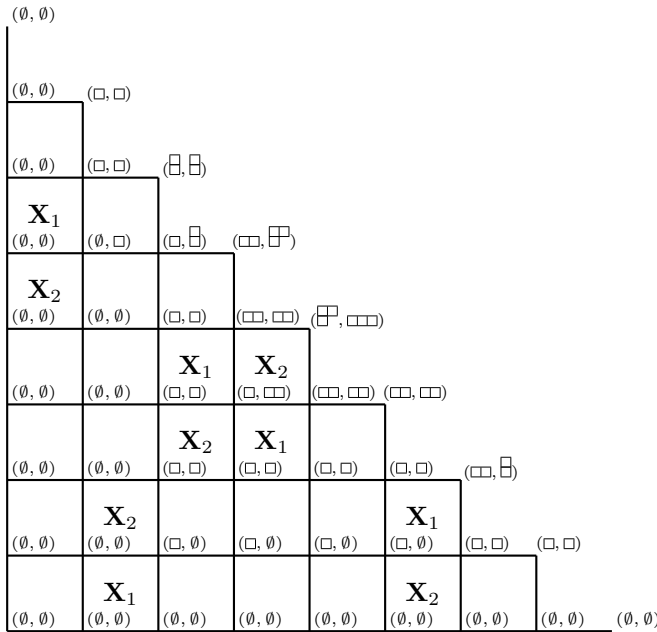 (∅, ∅)
(∅, ∅) (□, □)
□ □
(∅, ∅) (□, □) (□, □)
X₁
□ □□
(∅, ∅) (∅, □) (□, □) (□□, □)
X₂
□□
(∅, ∅) (∅, ∅) (□, □) (□□, □□) (□, □□□)
X₁ X₂
(∅, ∅) (∅, ∅) (□, □) (□, □□) (□□, □□) (□□, □□)
X₂ X₁
□
(∅, ∅) (∅, ∅) (□, □) (□, □) (□, □) (□, □) (□□, □)
X₂ X₁
(∅, ∅) (∅, ∅) (□, ∅) (□, ∅) (□, ∅) (□, ∅) (□, □) (□, □)
X₁ X₂
(∅, ∅) (∅, ∅) (∅, ∅) (∅, ∅) (∅, ∅) (∅, ∅) (∅, ∅) (∅, ∅) (∅, ∅)